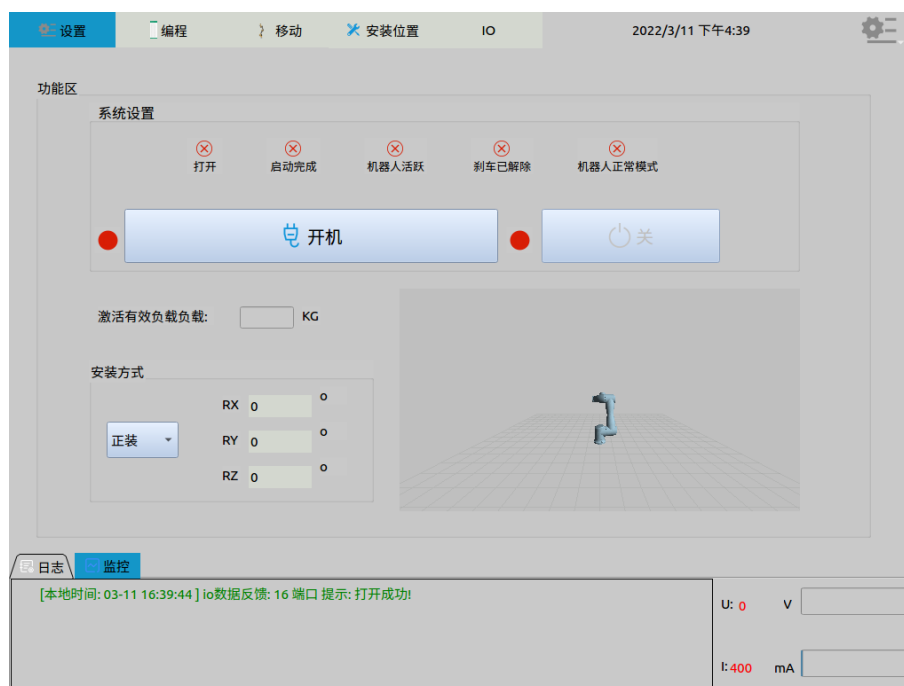 设置 编程 移动 安装位置 IO 2022/3/11 下午4:39
功能区
系统设置
打开 启动完成 机器人活跃 刹车已解除 机器人正常模式
开机 关
激活有效负载负载: KG
安装方式
RX 0 o
正装 RY 0 o
RZ 0 o
日志 监控
[本地时间: 03-11 16:39:44 ] io数据反馈: 16 端口 提示: 打开成功!
U: 0 V
I: 400 mA